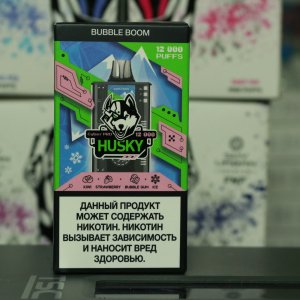 BUBBLE BOOM
12 000
PUFFS
12 000
HUSKY
KIWI STRAWBERRY BUBBLE GUM ICE
ДАННЫЙ ПРОДУКТ
МОЖЕТ СОДЕРЖАТЬ
НИКОТИН. НИКОТИН
ВЫЗЫВАЕТ ЗАВИСИМОСТЬ
И НАНОСИТ ВРЕД
ЗДОРОВЬЮ